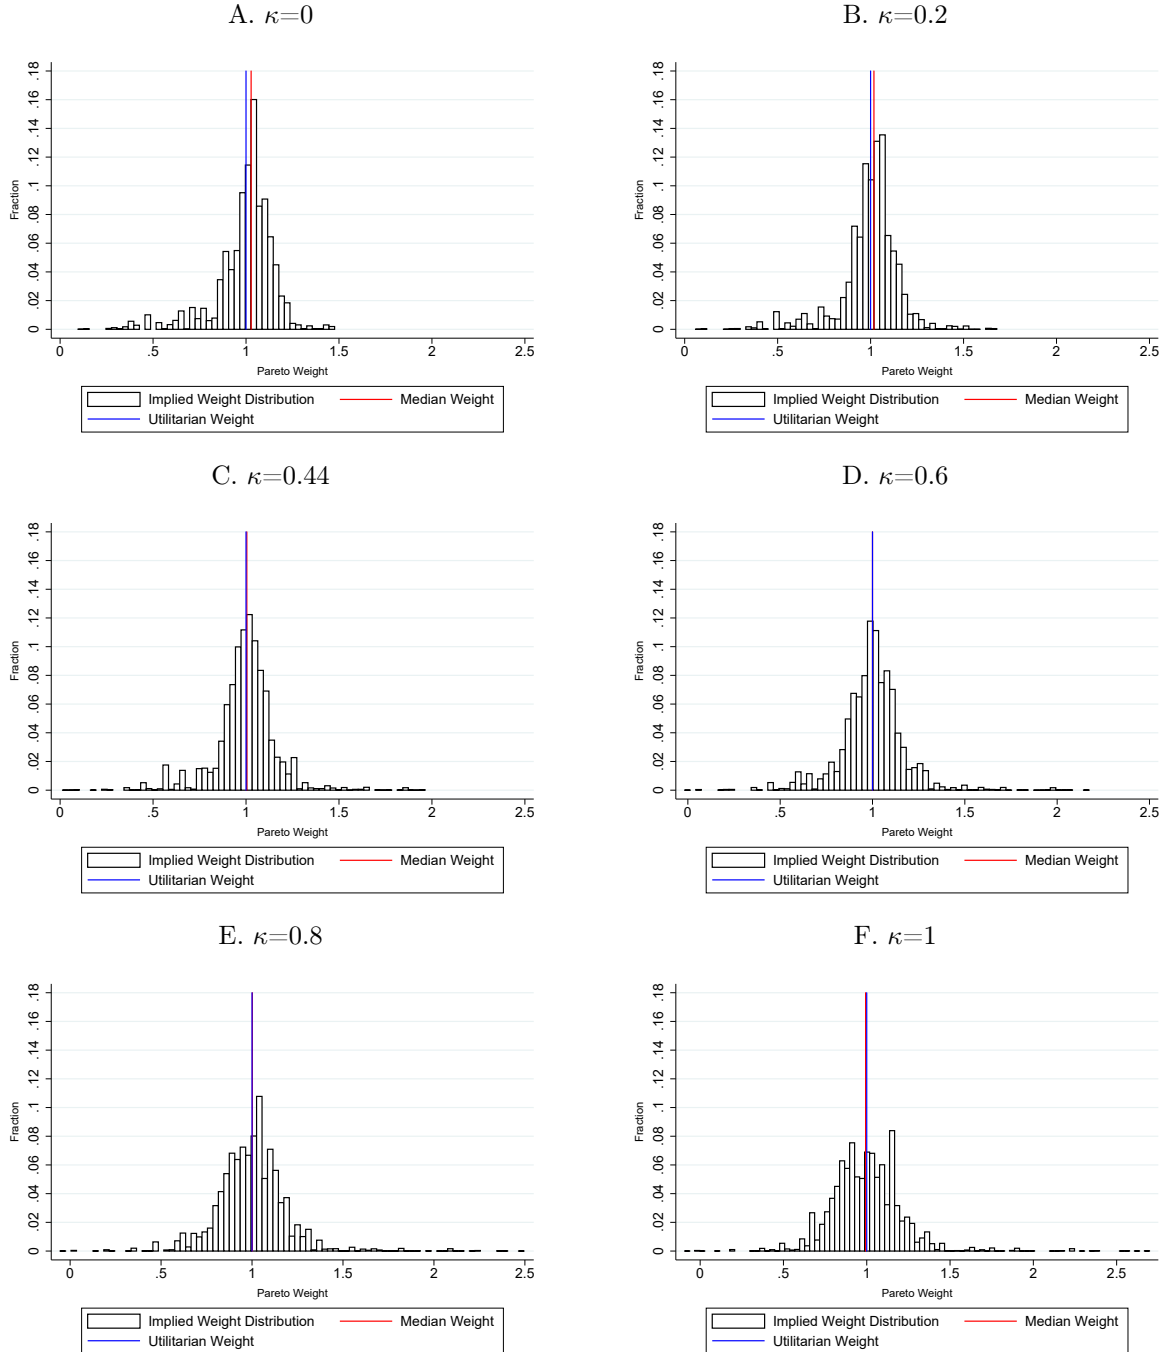 A. κ=0
.18
.16
.14
.12
.1
.08
.06
.04
.02
0
Fraction
0 .5 1 1.5 2 2.5
Pareto Weight
Implied Weight Distribution Median Weight
Utilitarian Weight
B. κ=0.2
.18
.16
.14
.12
.1
.08
.06
.04
.02
0
Fraction
0 .5 1 1.5 2 2.5
Pareto Weight
Implied Weight Distribution Median Weight
Utilitarian Weight
C. κ=0.44
.18
.16
.14
.12
.1
.08
.06
.04
.02
0
Fraction
0 .5 1 1.5 2 2.5
Pareto Weight
Implied Weight Distribution Median Weight
Utilitarian Weight
D. κ=0.6
.18
.16
.14
.12
.1
.08
.06
.04
.02
0
Fraction
0 .5 1 1.5 2 2.5
Pareto Weight
Implied Weight Distribution Median Weight
Utilitarian Weight
E. κ=0.8
.18
.16
.14
.12
.1
.08
.06
.04
.02
0
Fraction
0 .5 1 1.5 2 2.5
Pareto Weight
Implied Weight Distribution Median Weight
Utilitarian Weight
F. κ=1
.18
.16
.14
.12
.1
.08
.06
.04
.02
0
Fraction
0 .5 1 1.5 2 2.5
Pareto Weight
Implied Weight Distribution Median Weight
Utilitarian Weight